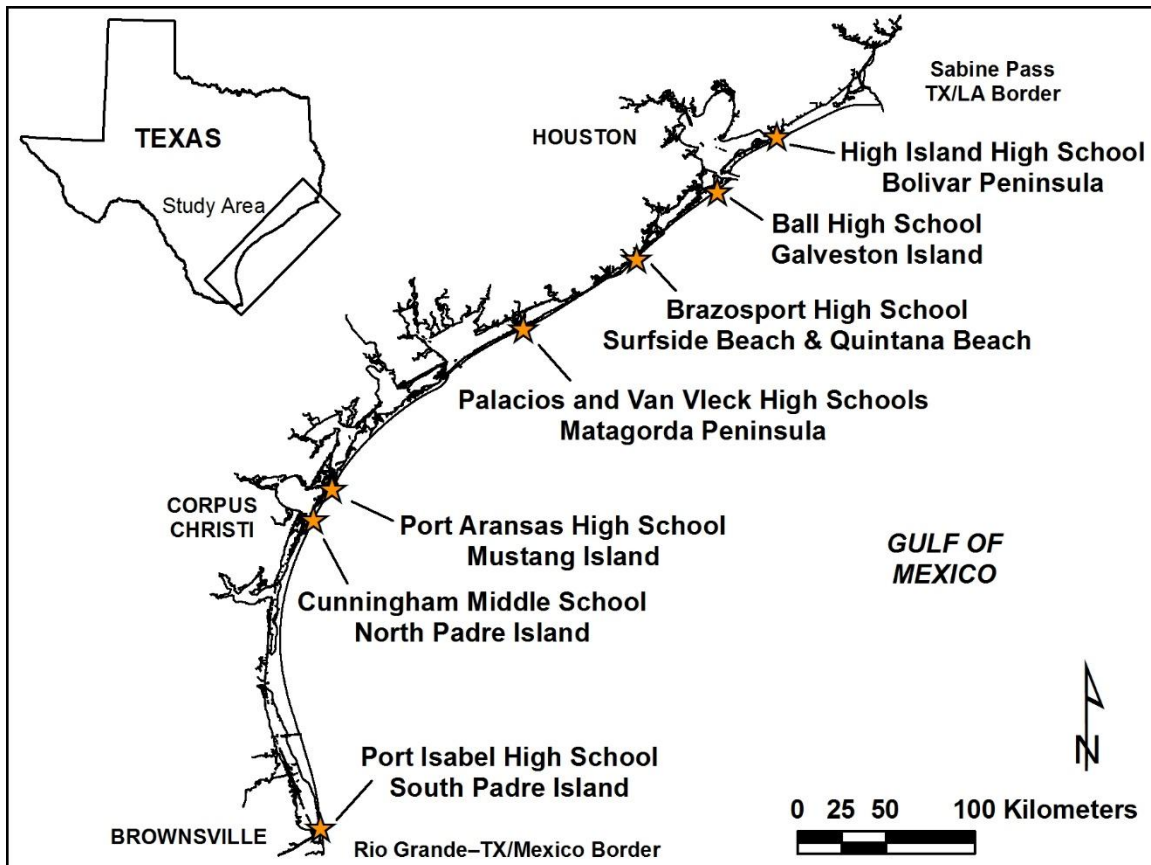 Sabine Pass
TX/LA Border
TEXAS
HOUSTON
High Island High School
Bolivar Peninsula
Study Area
Ball High School
Galveston Island
Brazosport High School
Surfside Beach & Quintana Beach
Palacios and Van Vleck High Schools
Matagorda Peninsula
CORPUS
CHRISTI
Port Aransas High School
Mustang Island
GULF OF
MEXICO
Cunningham Middle School
North Padre Island
Port Isabel High School
South Padre Island
N
0 25 50 100 Kilometers
BROWNSVILLE
Rio Grande–TX/Mexico Border